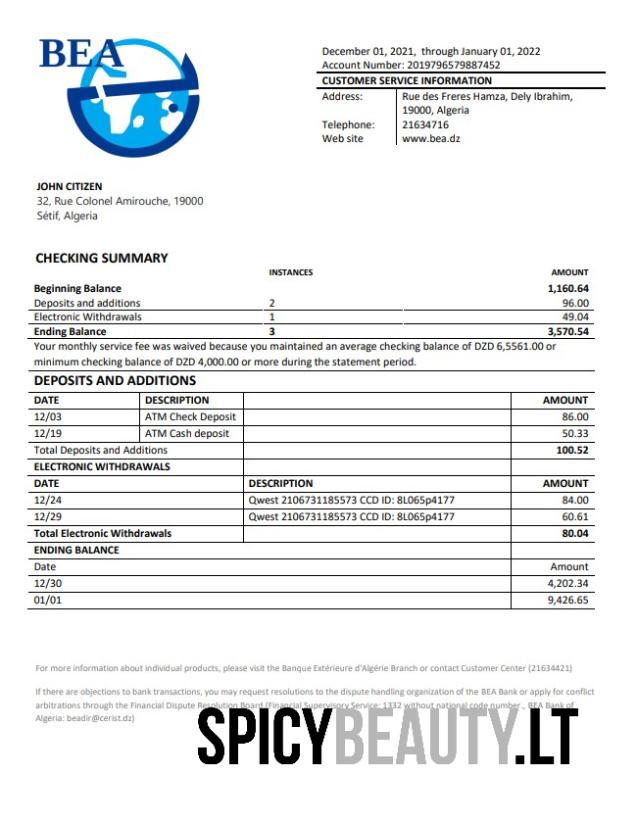 BEA
December 01, 2021, through January 01, 2022
Account Number: 2019796579887452
CUSTOMER SERVICE INFORMATION
Address: Rue des Freres Hamza, Dely Ibrahim,
19000, Algeria
Telephone: 21634716
Web site www.bea.dz
JOHN CITIZEN
32, Rue Colonel Amirouche, 19000
Sétif, Algeria
CHECKING SUMMARY
INSTANCES AMOUNT
Beginning Balance 1,160.64
Deposits and additions 2 96.00
Electronic Withdrawals 1 49.04
Ending Balance 3 3,570.54
Your monthly service fee was waived because you maintained an average checking balance of DZD 6,5561.00 or
minimum checking balance of DZD 4,000.00 or more during the statement period.
DEPOSITS AND ADDITIONS
DATE DESCRIPTION AMOUNT
12/03 ATM Check Deposit 86.00
12/19 ATM Cash deposit 50.33
Total Deposits and Additions 100.52
ELECTRONIC WITHDRAWALS
DATE DESCRIPTION AMOUNT
12/24 Qwest 2106731185573 CCD ID: 8L065p4177 84.00
12/29 Qwest 2106731185573 CCD ID: 8L065p4177 60.61
Total Electronic Withdrawals 80.04
ENDING BALANCE
Date Amount
12/30 4,202.34
01/01 9,426.65
For more information about individual products, please visit the Banque Extérieure d'Algérie Branch or contact Customer Center (21634421)
If there are objections to bank transactions, you may request resolutions to the dispute handling organization of the BEA Bank or apply for conflict
arbitrations through the Financial Dispute Resolution Board (Financial Supervisory Service: 1332 without national code number., BEA Bank of
Algeria: beadir@cerist.dz)
SPICYBEAUTY.LT